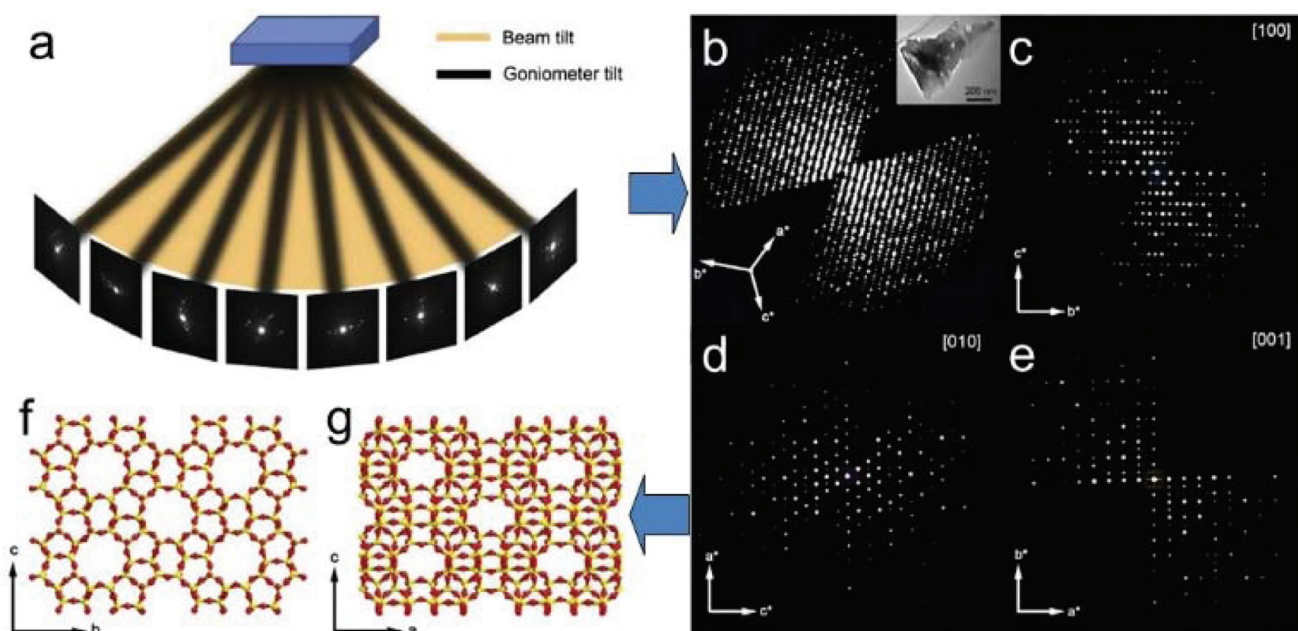 a
Beam tilt
Goniometer tilt
b
200 nm
a*
b*
c*
c
[100]
c*
b*
d
[010]
a*
c*
e
[001]
b*
a*
f
c
b
g
c
a